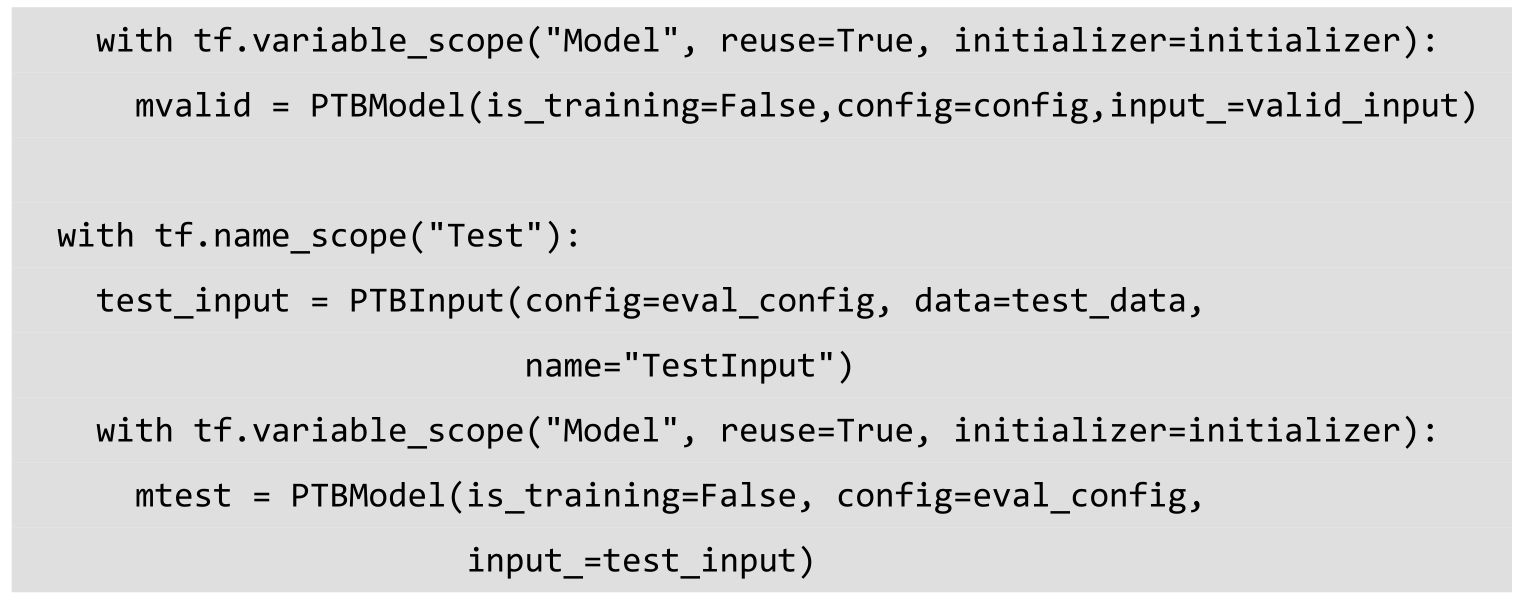 with tf.variable_scope("Model", reuse=True, initializer=initializer):
mvalid = PTBModel(is_training=False,config=config,input_=valid_input)
with tf.name_scope("Test"):
test_input = PTBInput(config=eval_config, data=test_data,
name="TestInput")
with tf.variable_scope("Model", reuse=True, initializer=initializer):
mtest = PTBModel(is_training=False, config=eval_config,
input_=test_input)